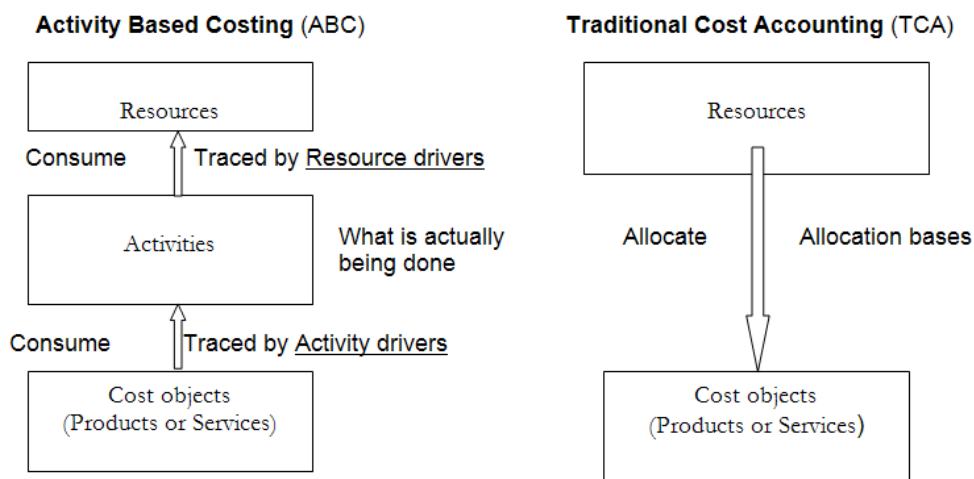 Activity Based Costing (ABC)
Resources
Consume
Traced by Resource drivers
Activities
What is actually
being done
Consume
Traced by Activity drivers
Cost objects
(Products or Services)
Traditional Cost Accounting (TCA)
Resources
Allocate
Allocation bases
Cost objects
(Products or Services)